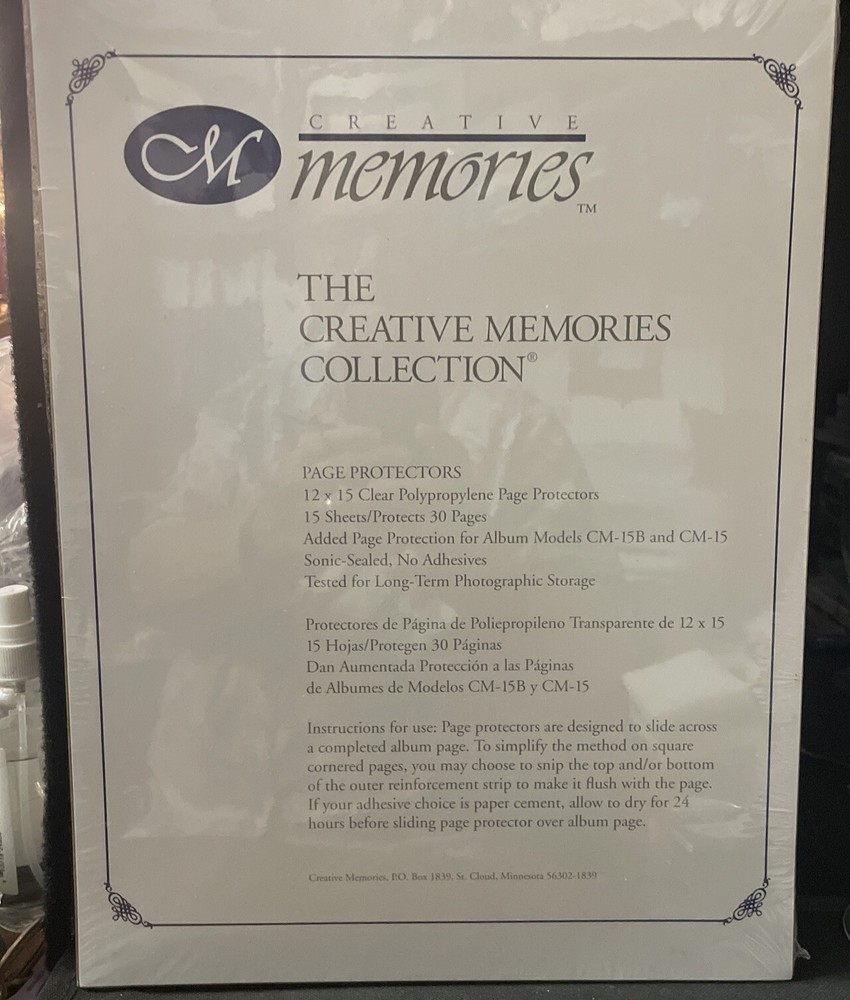 CM
CREATIVE
memories™
THE
CREATIVE MEMORIES
COLLECTION®
PAGE PROTECTORS
12 x 15 Clear Polypropylene Page Protectors
15 Sheets/Protects 30 Pages
Added Page Protection for Album Models CM-15B and CM-15
Sonic-Sealed, No Adhesives
Tested for Long-Term Photographic Storage
Protectores de Página de Poliepropileno Transparente de 12 x 15
15 Hojas/Protegen 30 Páginas
Dan Aumentada Protección a las Páginas
de Albumes de Modelos CM-15B y CM-15
Instructions for use: Page protectors are designed to slide across
a completed album page. To simplify the method on square
cornered pages, you may choose to snip the top and/or bottom
of the outer reinforcement strip to make it flush with the page.
If your adhesive choice is paper cement, allow to dry for 24
hours before sliding page protector over album page.
Creative Memories, P.O. Box 1839, St. Cloud, Minnesota 56302-1839